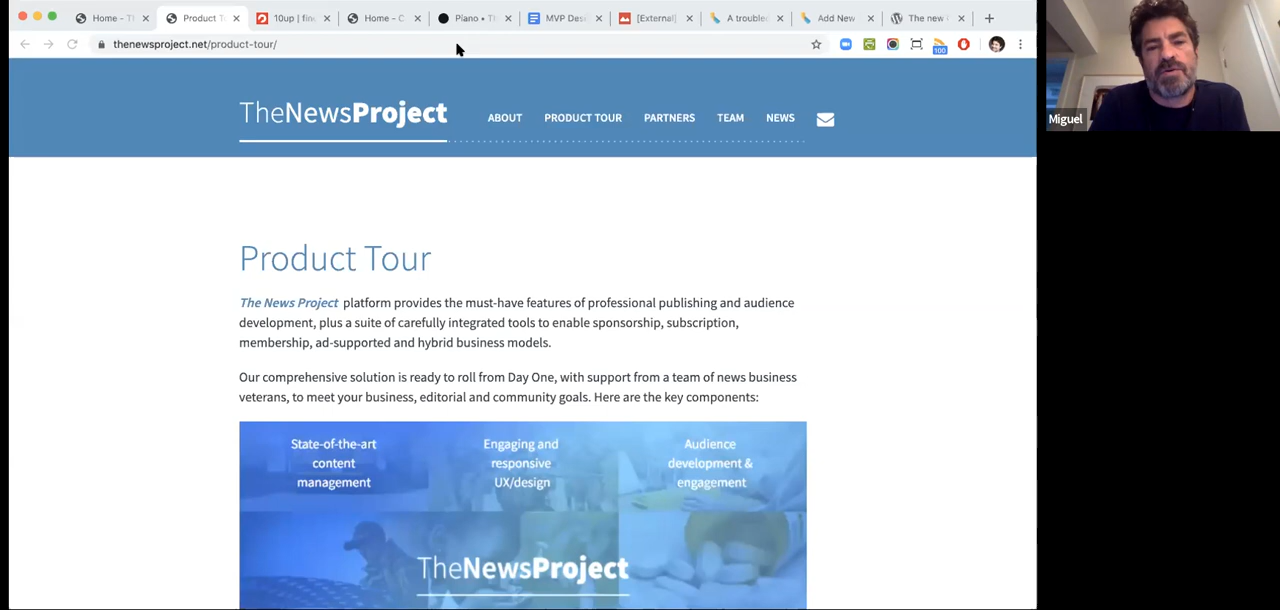 Home - Tl
Product T
10up | fin
Home - C
Piano • Tl
MVP Desi
[External]
A trouble
Add New
The new
thenewsproject.net/product-tour/
100
TheNewsProject
ABOUT PRODUCT TOUR PARTNERS TEAM NEWS
Miguel
Product Tour
The News Project platform provides the must-have features of professional publishing and audience
development, plus a suite of carefully integrated tools to enable sponsorship, subscription,
membership, ad-supported and hybrid business models.
Our comprehensive solution is ready to roll from Day One, with support from a team of news business
veterans, to meet your business, editorial and community goals. Here are the key components:
State-of-the-art
content
management
Engaging and
responsive
UX/design
Audience
development &
engagement
TheNewsProject